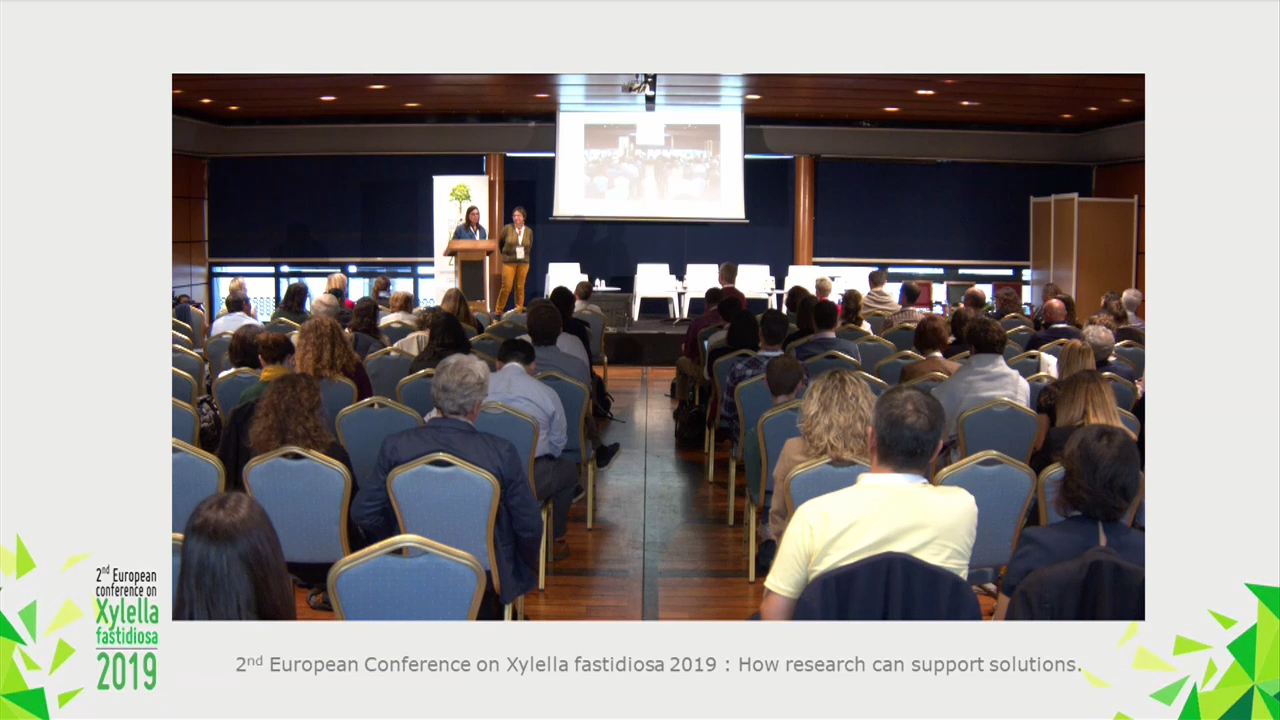 2nd European
conference on
Xylella
fastidiosa
2019
2nd European Conference on Xylella fastidiosa 2019 : How research can support solutions.